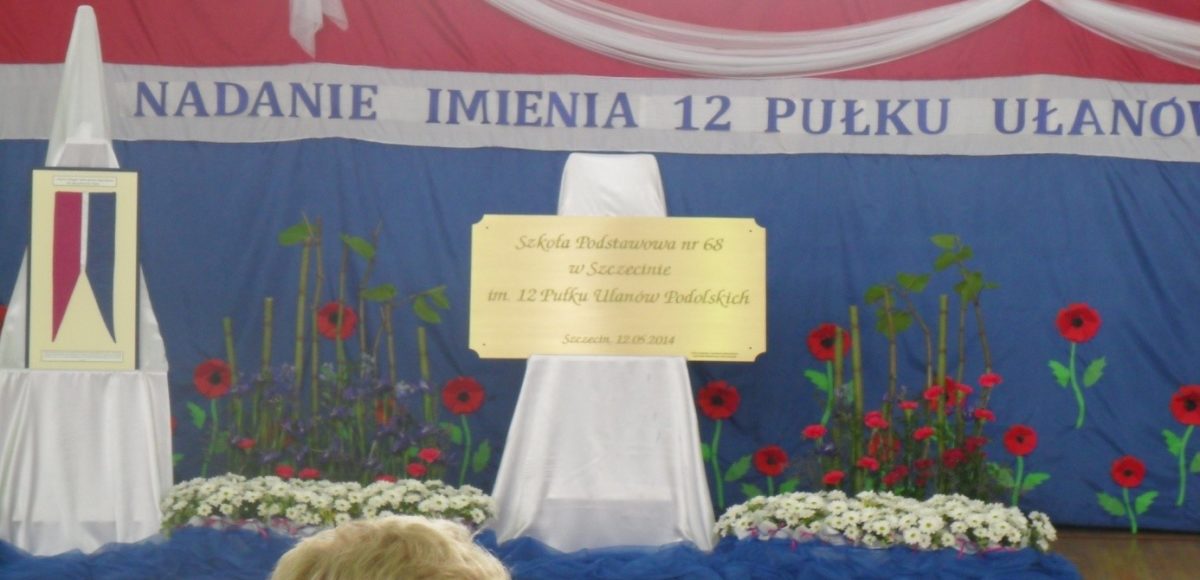 NADANIE IMIENIA 12 PUŁKU UŁANÓW
Szkoła Podstawowa nr 68
w Szczecinie
im. 12 Pułku Ułanów Podolskich
Szczecin, 12.05.2014